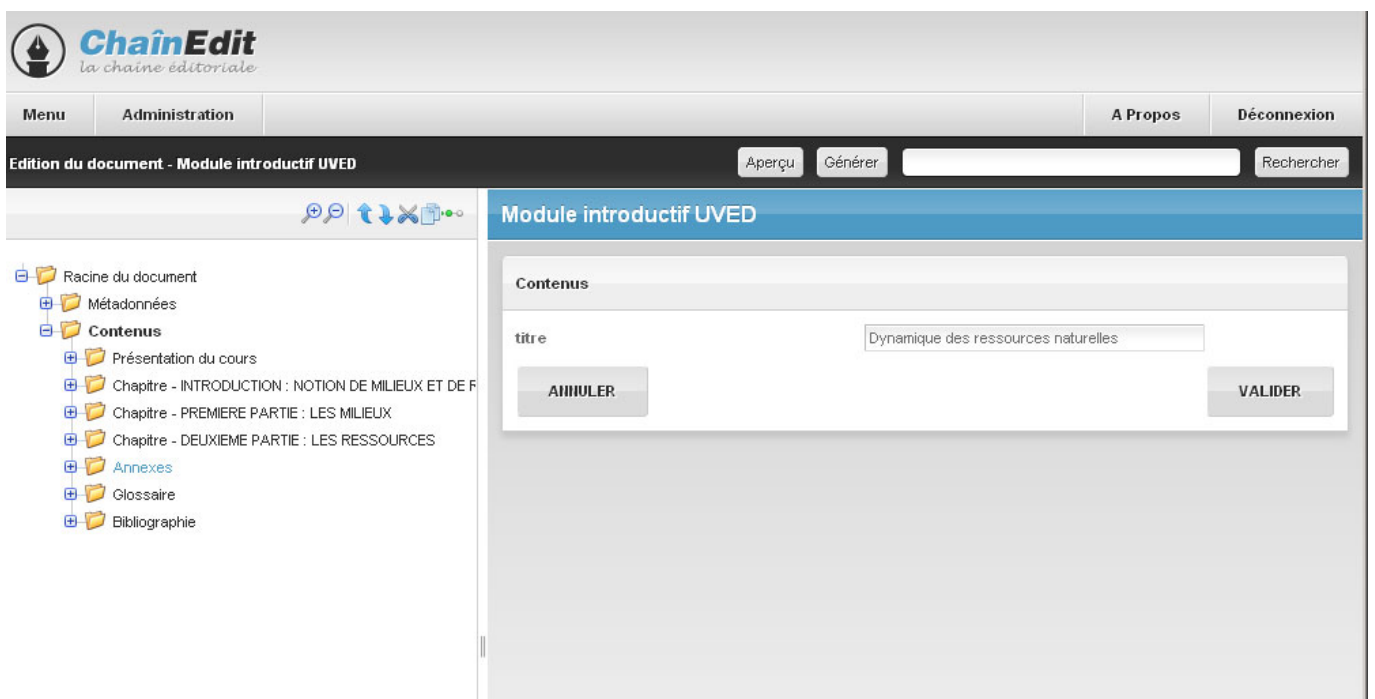 ChaînEdit
la chaîne éditoriale
Menu Administration A Propos Déconnexion
Edition du document - Module introductif UVED Aperçu Générer Rechercher
Module introductif UVED
Racine du document
Métadonnées
Contenus
Présentation du cours
Chapitre - INTRODUCTION : NOTION DE MILIEUX ET DE R
Chapitre - PREMIERE PARTIE : LES MILIEUX
Chapitre - DEUXIEME PARTIE : LES RESSOURCES
Annexes
Glossaire
Bibliographie
Contenus
titre Dynamique des ressources naturelles
ANNULER VALIDER